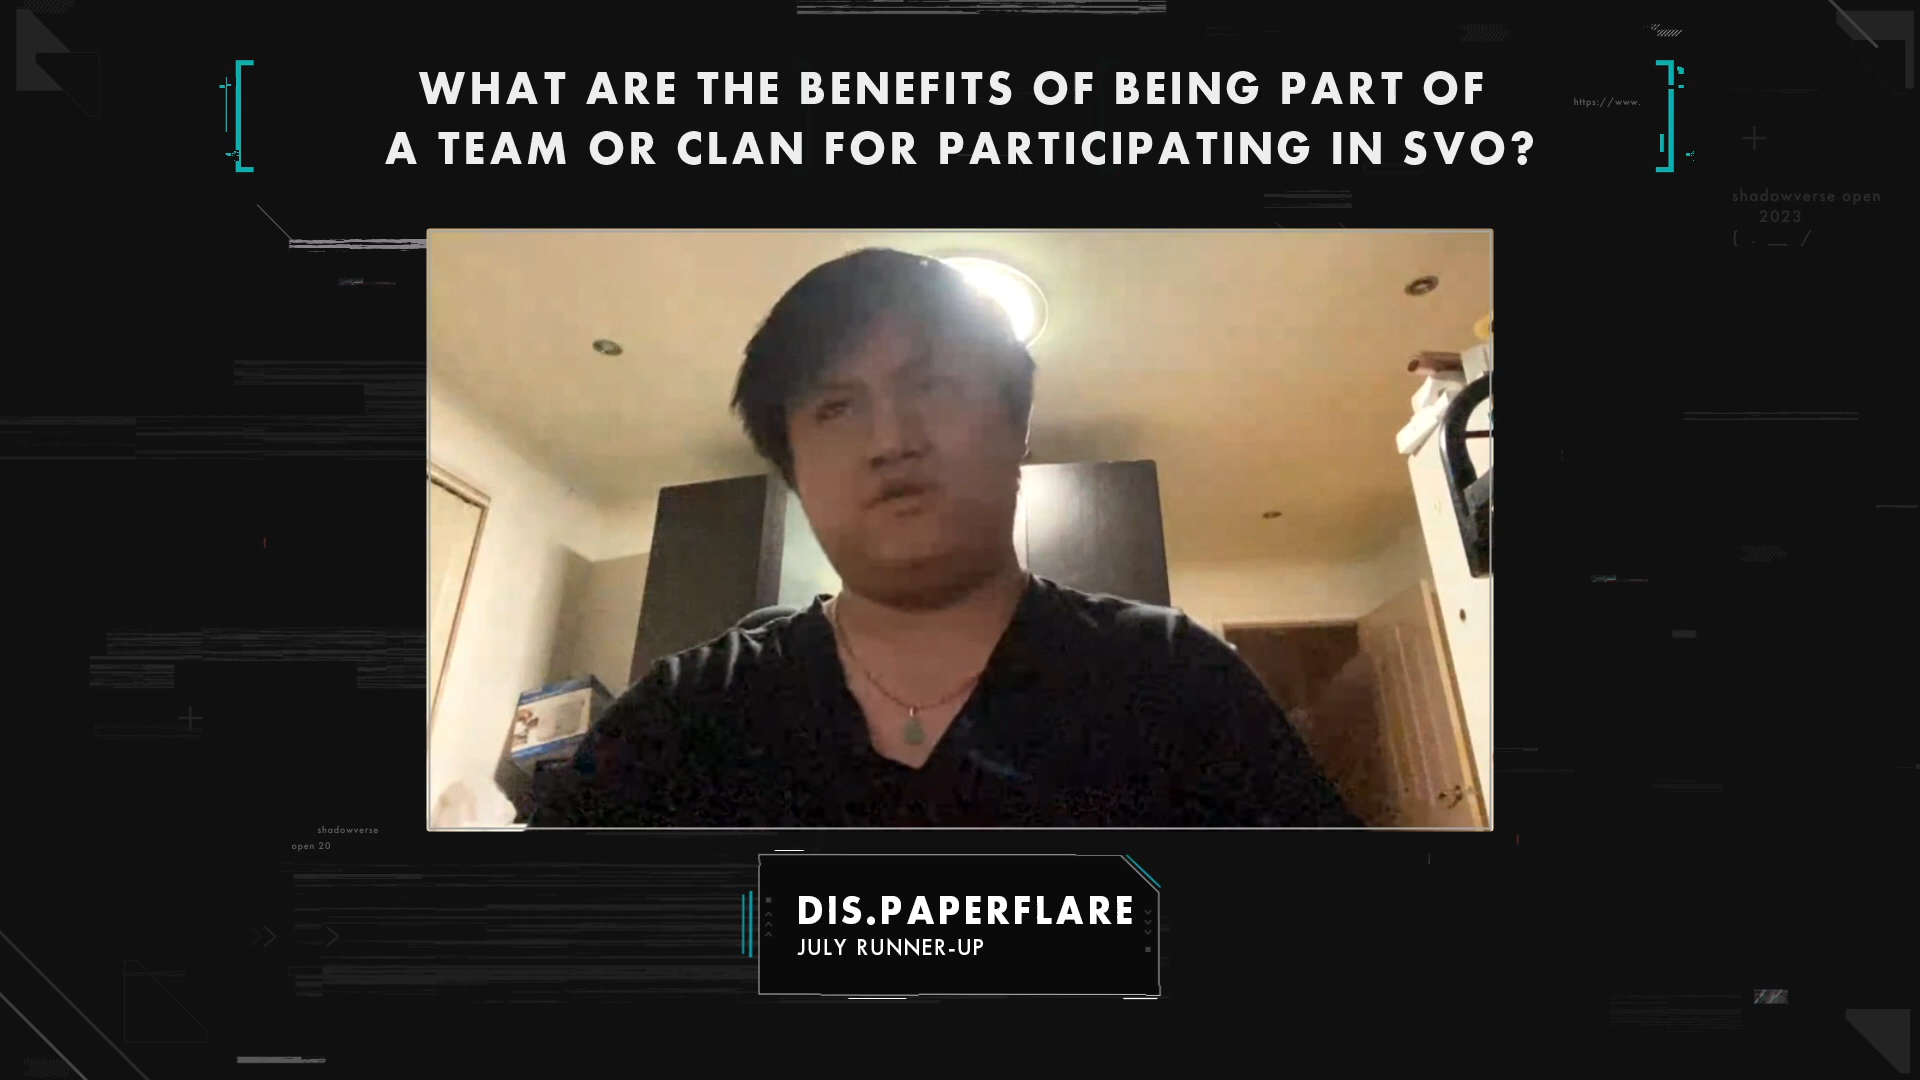 WHAT ARE THE BENEFITS OF BEING PART OF
A TEAM OR CLAN FOR PARTICIPATING IN SVO?
https://www.
shadowverse open
2023
( . __ /
shadowverse
open 20
DIS.PAPERFLARE
JULY RUNNER-UP